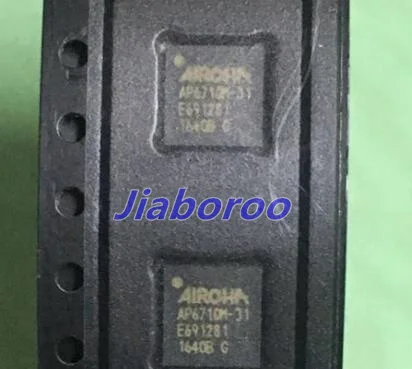 AIROHA
AP6710M-31
E691281
1640B G
Jiaboroo
AIROHA
AP6710M-31
E691281
1640B G